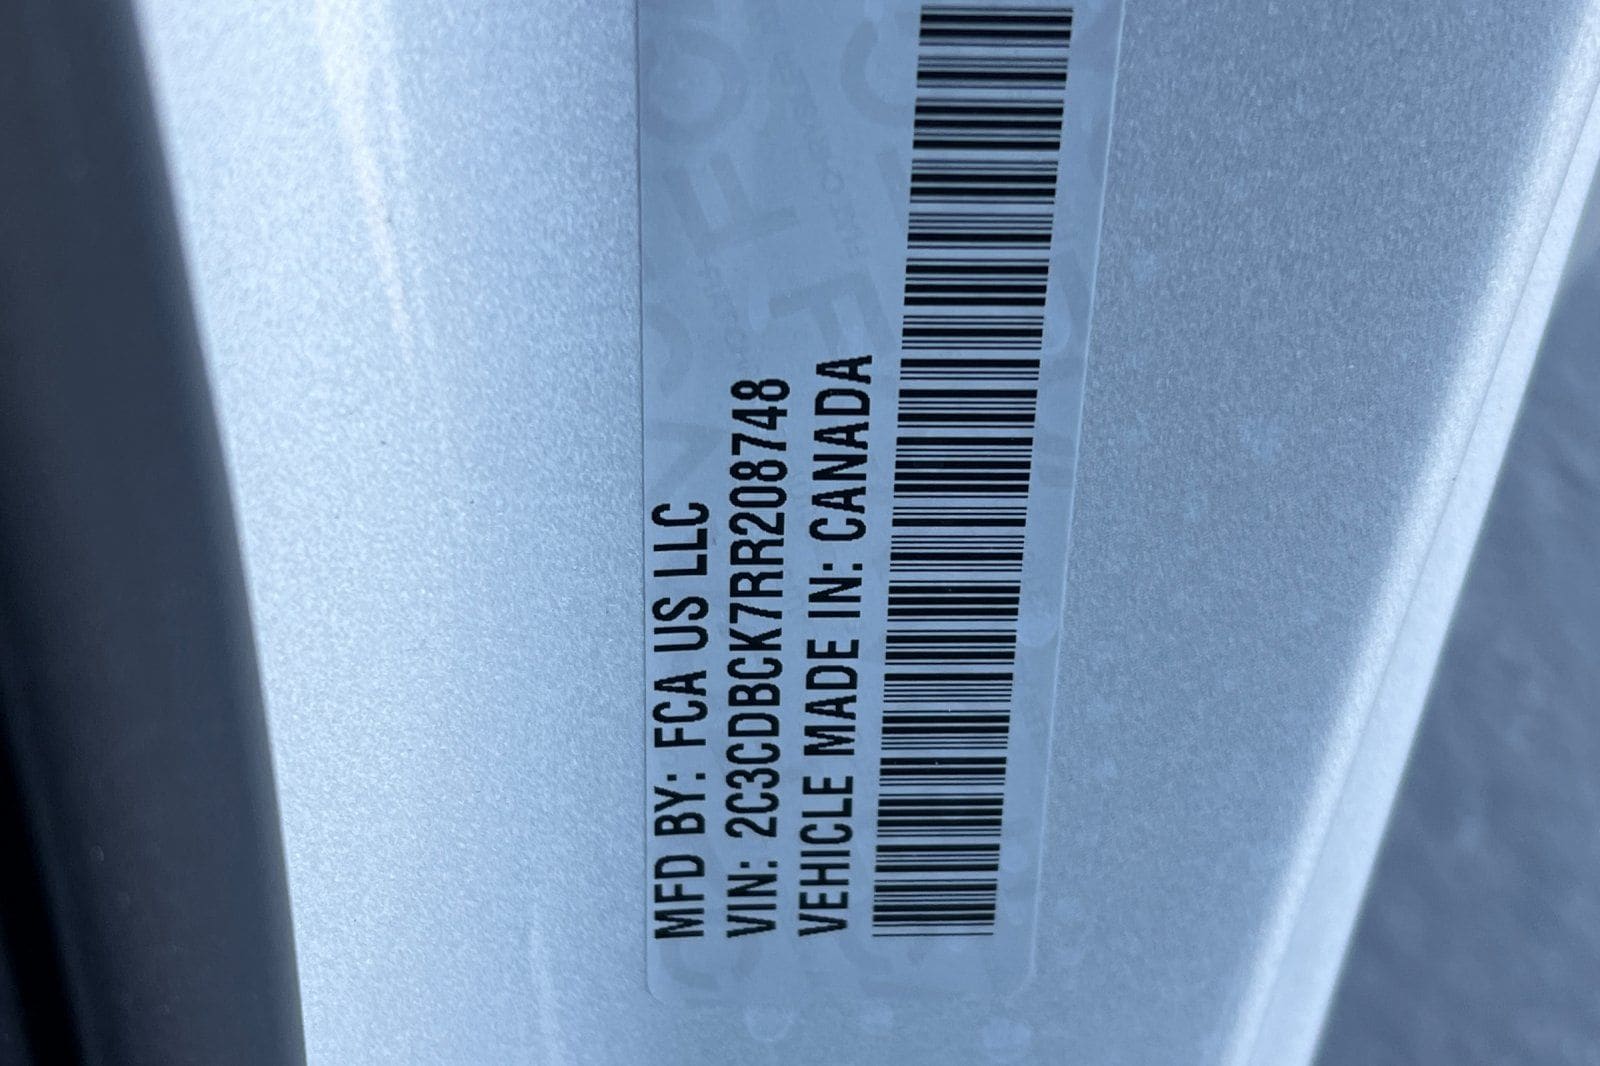 MFD BY: FCA US LLC
VIN: 2C3CDBCK7RR208748
VEHICLE MADE IN: CANADA